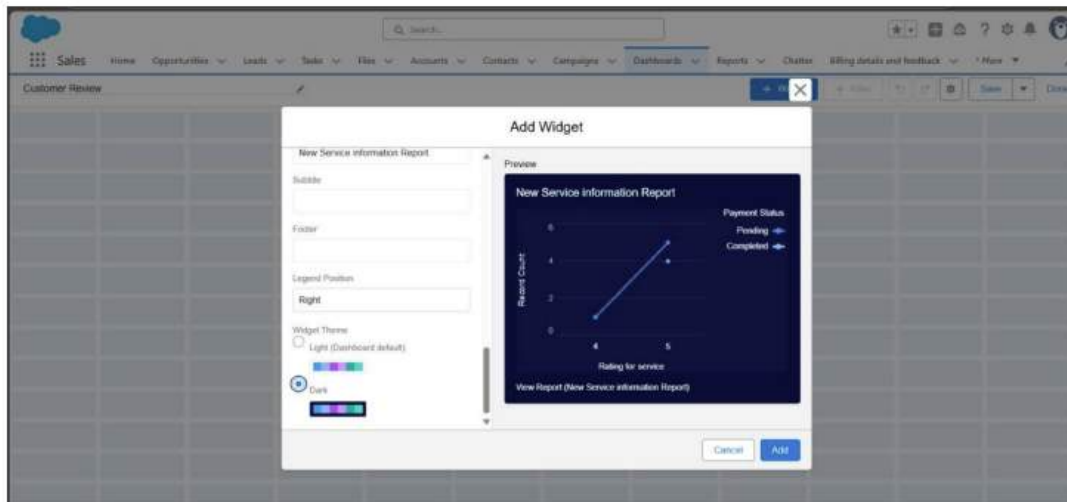 Search...
Sales Home Opportunities Leads Tasks Files Accounts Contacts Campaigns Dashboards Reports Chatter Billing details and feedback * More
Customer Review
Save
Add Widget
New Service information Report
Subtitle
Footer
Legend Position
Right
Widget Theme
Light (Dashboard default)
Dark
Preview
New Service information Report
Payment Status
Pending
Completed
Record Count
6
4
2
0
4 5
Rating for service
View Report (New Service information Report)
Cancel Add